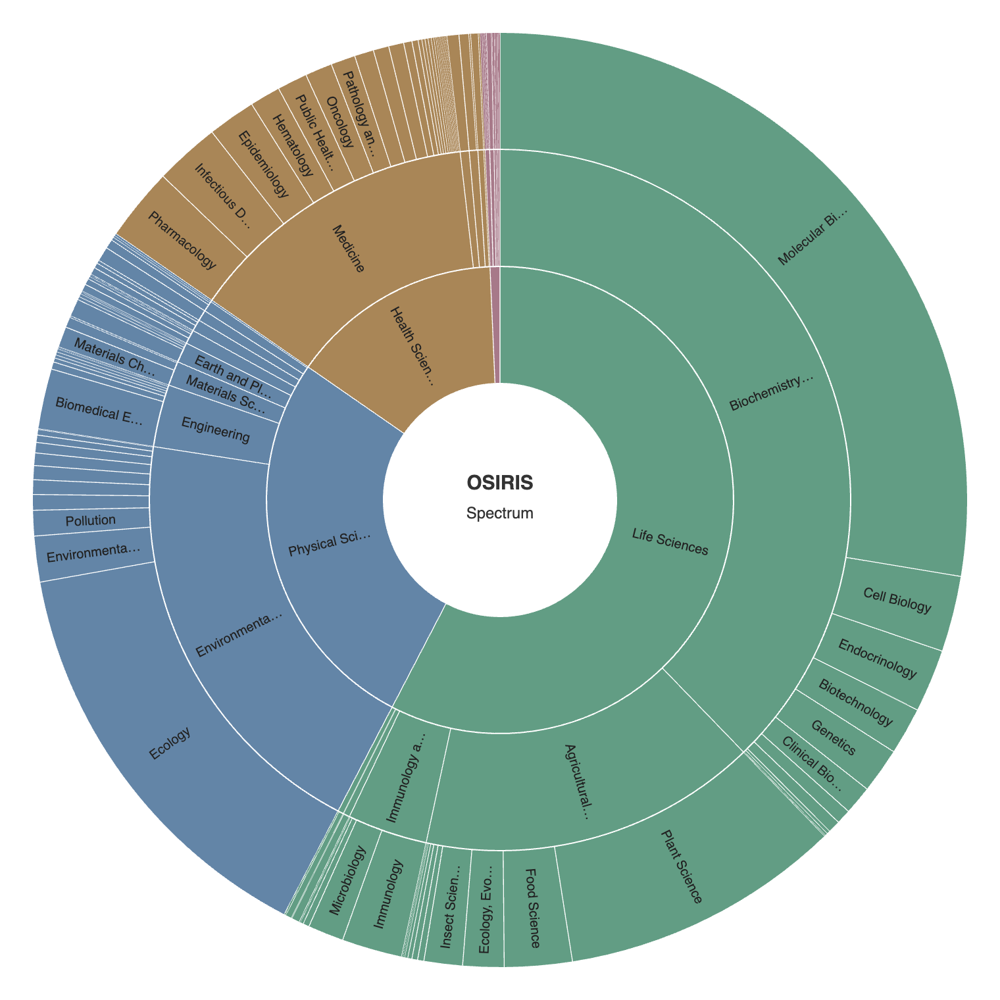 OSIRIS
Spectrum
Life Sciences
Physical Sci…
Health Scien…
Biochemistry…
Agricultural…
Immunology a…
Environmenta…
Engineering
Materials Sc…
Earth and Pl…
Medicine
Molecular Bi…
Cell Biology
Endocrinology
Biotechnology
Genetics
Clinical Bio…
Plant Science
Food Science
Ecology, Evo…
Insect Scien…
Immunology
Microbiology
Ecology
Environmenta…
Pollution
Biomedical E…
Materials Ch…
Pharmacology
Infectious D…
Epidemiology
Hematology
Public Healt…
Oncology
Pathology an…